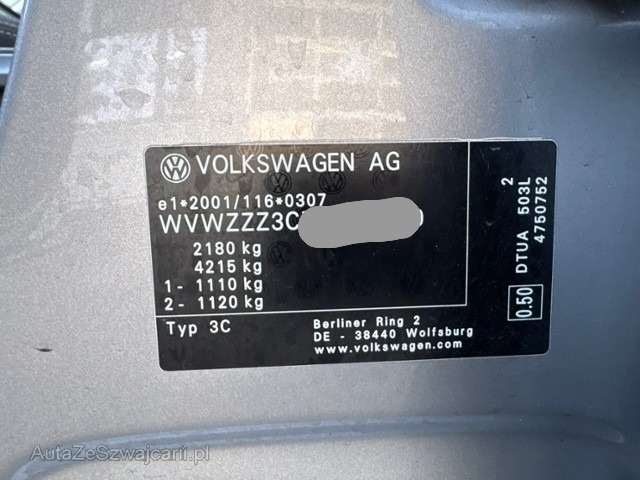 VOLKSWAGEN AG
e1*2001/116*0307
WVWZZZ3C
2180 kg
4215 kg
1- 1110 kg
2- 1120 kg
Typ 3C
Berliner Ring 2
DE - 38440 Wolfsburg
www.volkswagen.com
0.50 DTUA 503L 2
4750752
AutaZeSzwajcarii.pl